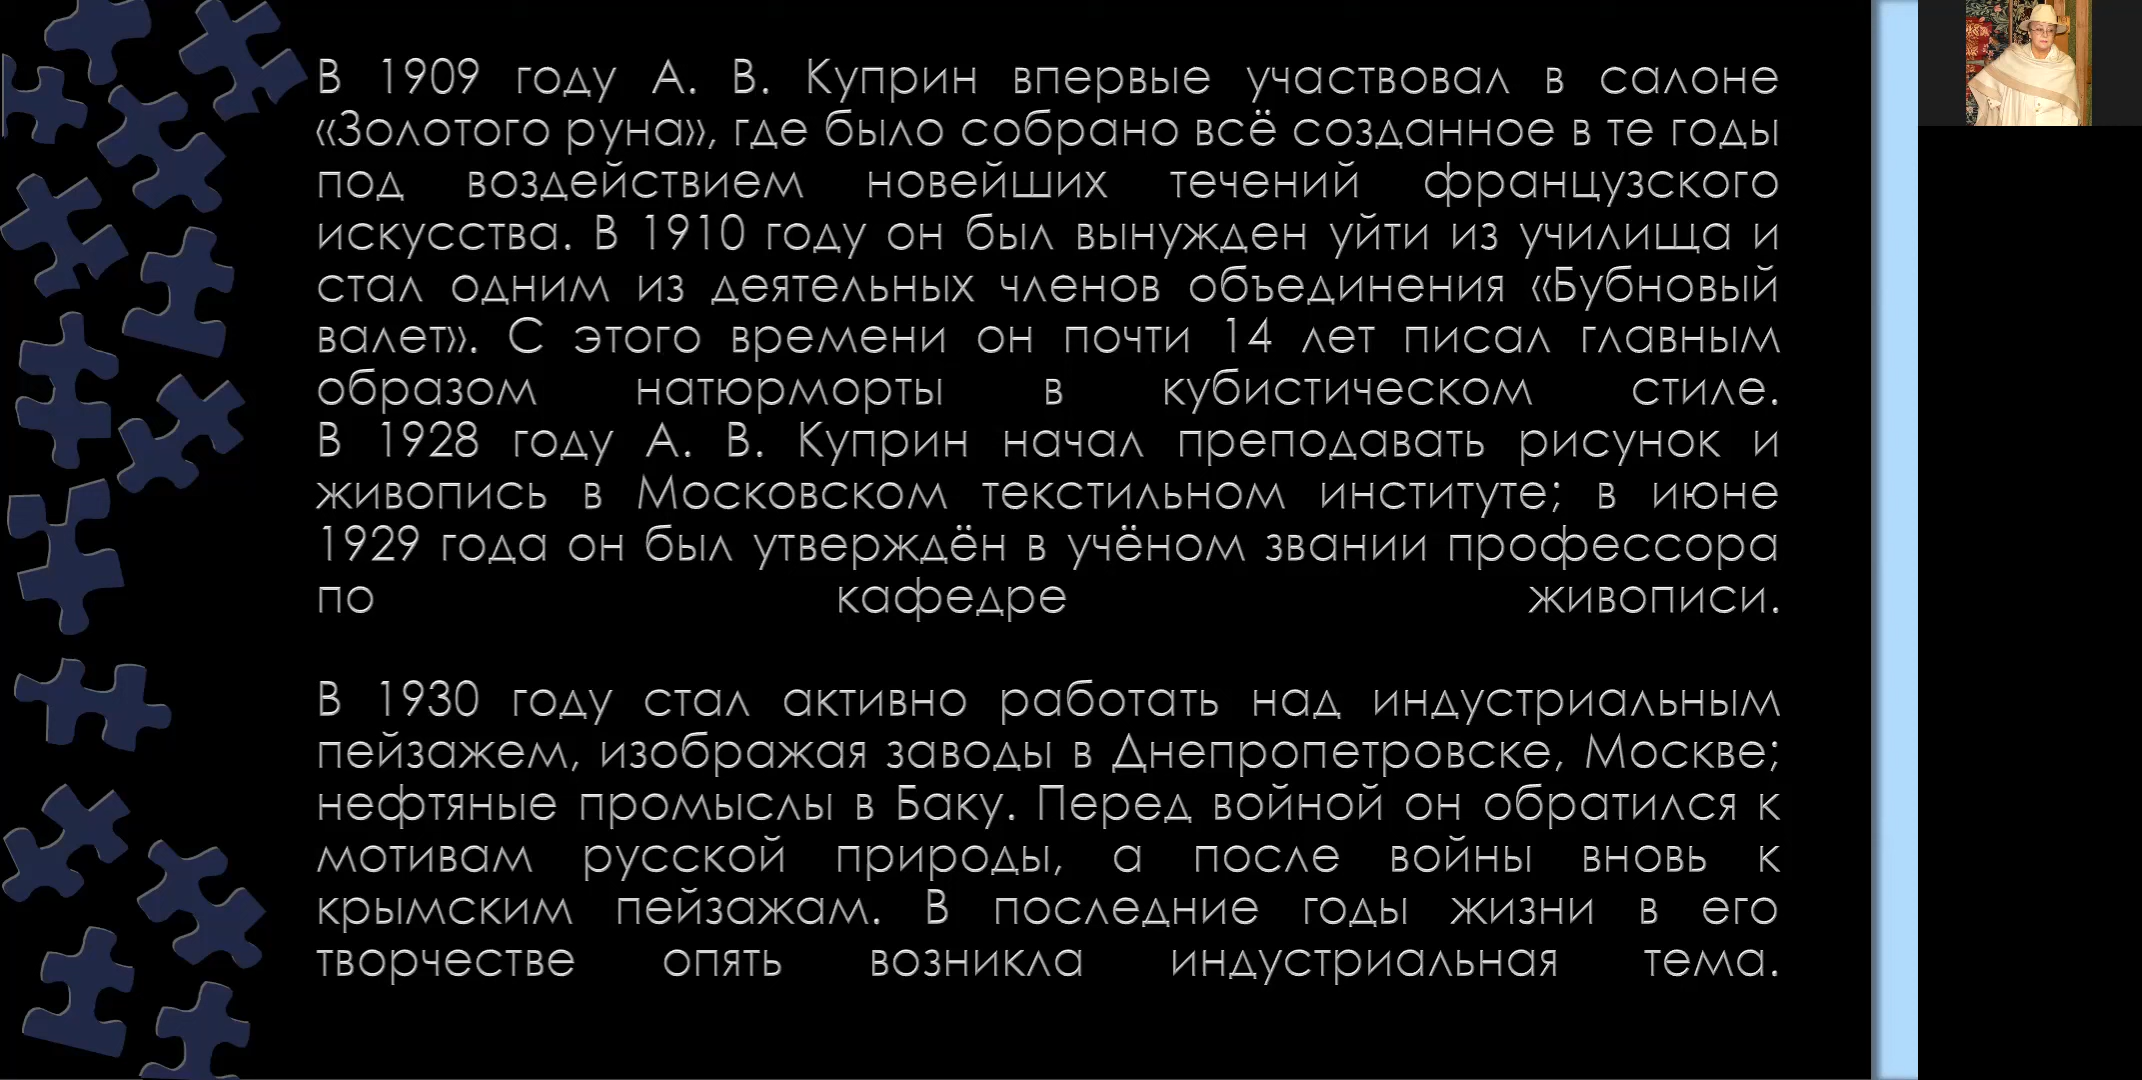 В 1909 году А. В. Куприн впервые участвовал в салоне
«Золотого руна», где было собрано всё созданное в те годы
под воздействием новейших течений французского
искусства. В 1910 году он был вынужден уйти из училища и
стал одним из деятельных членов объединения «Бубновый
валет». С этого времени он почти 14 лет писал главным
образом натюрморты в кубистическом стиле.
В 1928 году А. В. Куприн начал преподавать рисунок и
живопись в Московском текстильном институте; в июне
1929 года он был утверждён в учёном звании профессора
по кафедре живописи.
В 1930 году стал активно работать над индустриальным
пейзажем, изображая заводы в Днепропетровске, Москве;
нефтяные промыслы в Баку. Перед войной он обратился к
мотивам русской природы, а после войны вновь к
крымским пейзажам. В последние годы жизни в его
творчестве опять возникла индустриальная тема.